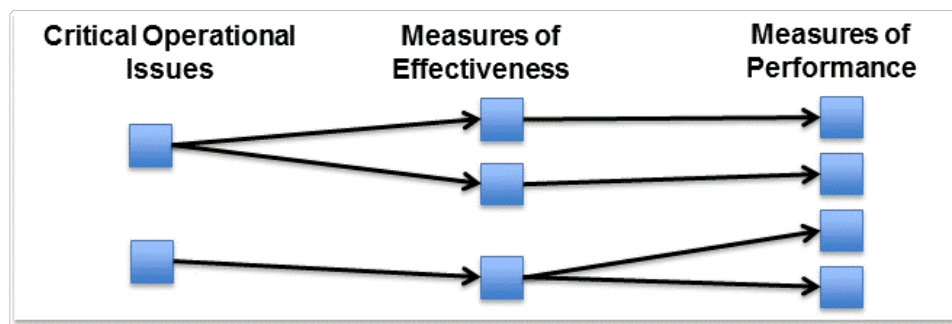 Critical Operational
Issues
Measures of
Effectiveness
Measures of
Performance